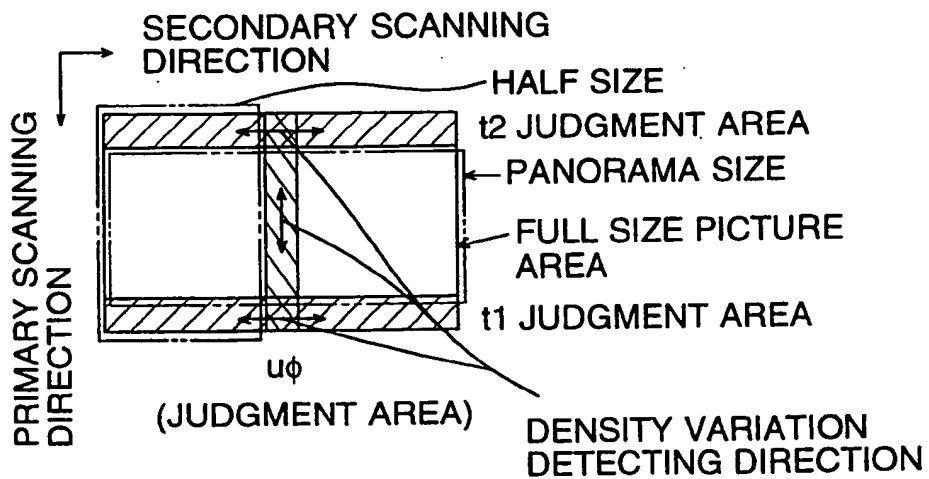 SECONDARY SCANNING
DIRECTION
HALF SIZE
t2 JUDGMENT AREA
PANORAMA SIZE
FULL SIZE PICTURE
AREA
t1 JUDGMENT AREA
PRIMARY SCANNING
DIRECTION
uϕ
(JUDGMENT AREA)
DENSITY VARIATION
DETECTING DIRECTION